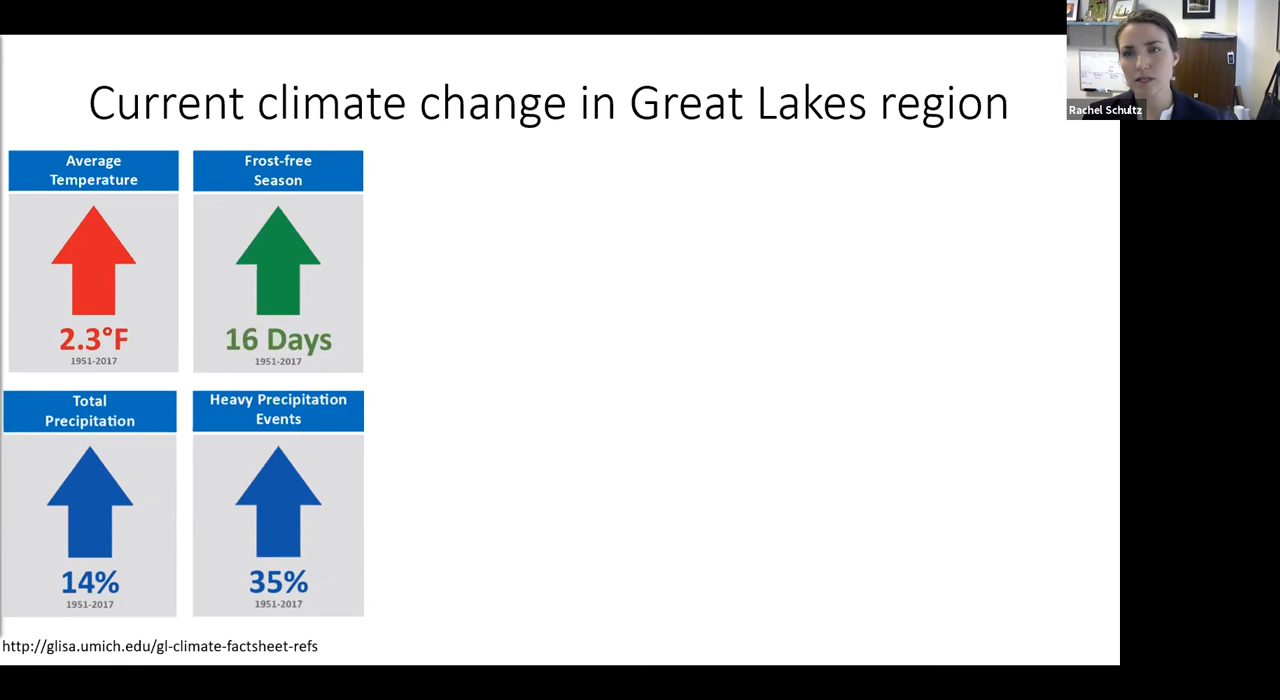 Current climate change in Great Lakes region
Rachel Schultz
Average
Temperature
2.3°F
1951-2017
Frost-free
Season
16 Days
1951-2017
Total
Precipitation
14%
1951-2017
Heavy Precipitation
Events
35%
1951-2017
http://glisa.umich.edu/gl-climate-factsheet-refs